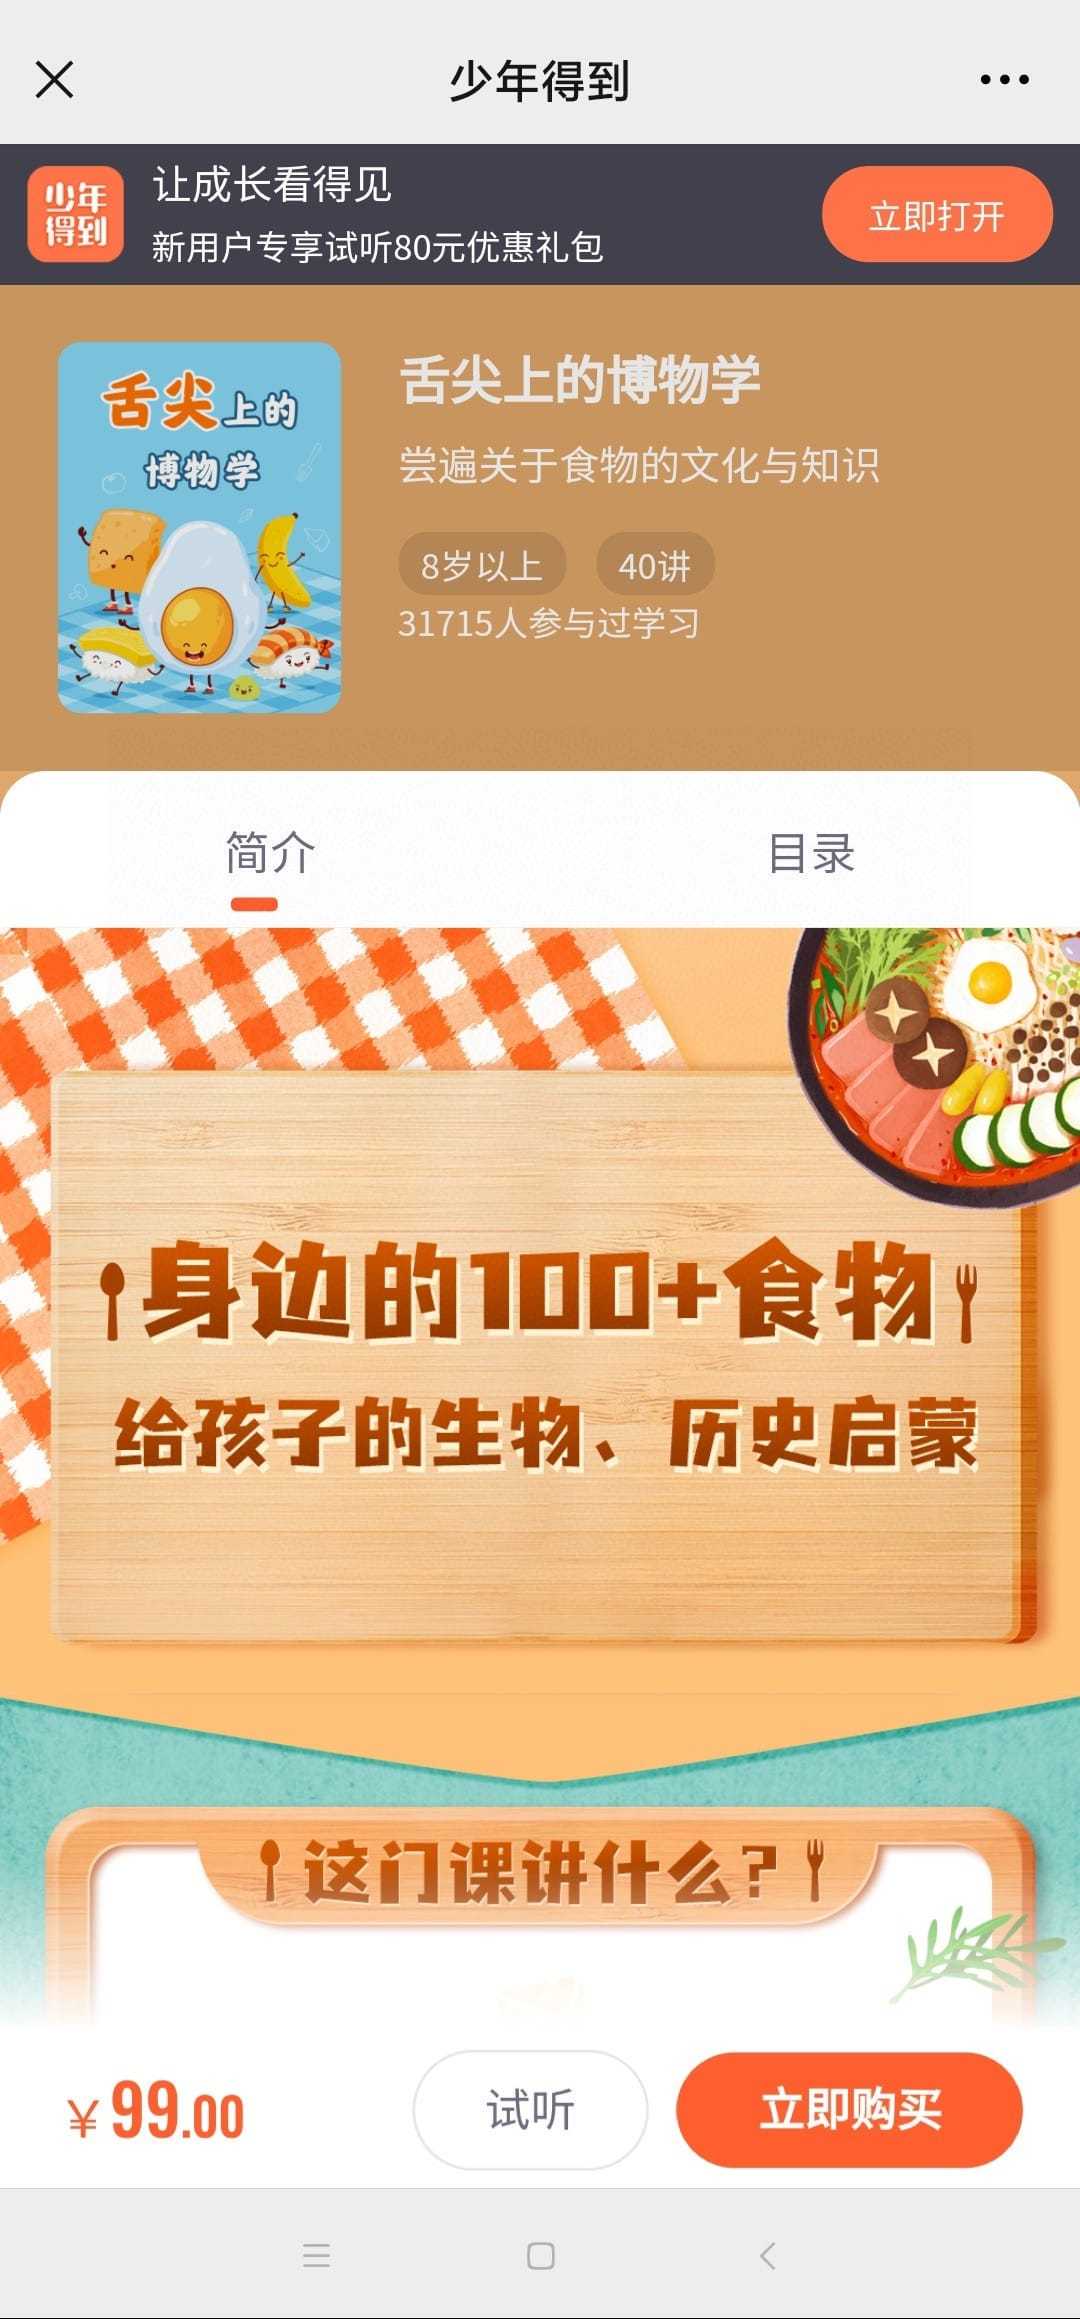 少年得到
少年
得到
让成长看得见
新用户专享试听80元优惠礼包
立即打开
舌尖上的
博物学
舌尖上的博物学
尝遍关于食物的文化与知识
8岁以上
40讲
31715人参与过学习
简介
目录
身边的100+食物
给孩子的生物、历史启蒙
这门课讲什么?
¥99.00
试听
立即购买